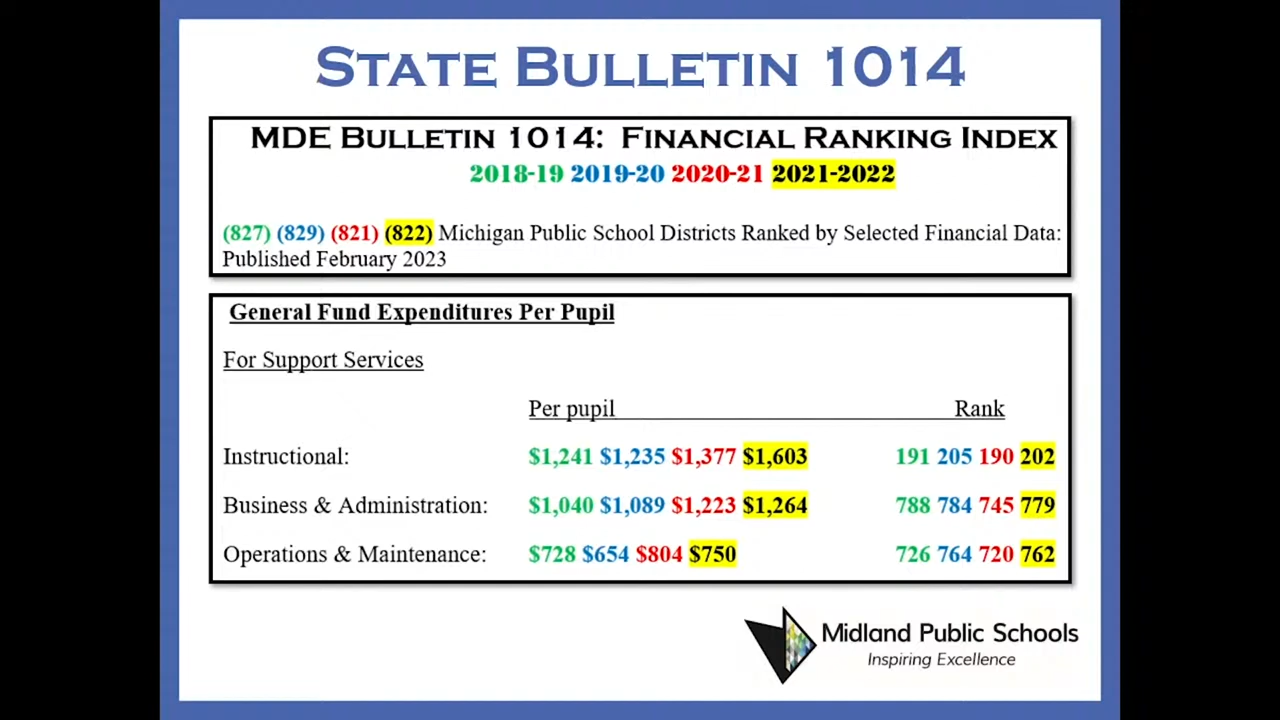 STATE BULLETIN 1014
MDE BULLETIN 1014: FINANCIAL RANKING INDEX
2018-19 2019-20 2020-21 2021-2022
(827) (829) (821) (822) Michigan Public School Districts Ranked by Selected Financial Data:
Published February 2023
General Fund Expenditures Per Pupil
For Support Services
Per pupil Rank
Instructional: $1,241 $1,235 $1,377 $1,603 191 205 190 202
Business & Administration: $1,040 $1,089 $1,223 $1,264 788 784 745 779
Operations & Maintenance: $728 $654 $804 $750 726 764 720 762
Midland Public Schools
Inspiring Excellence